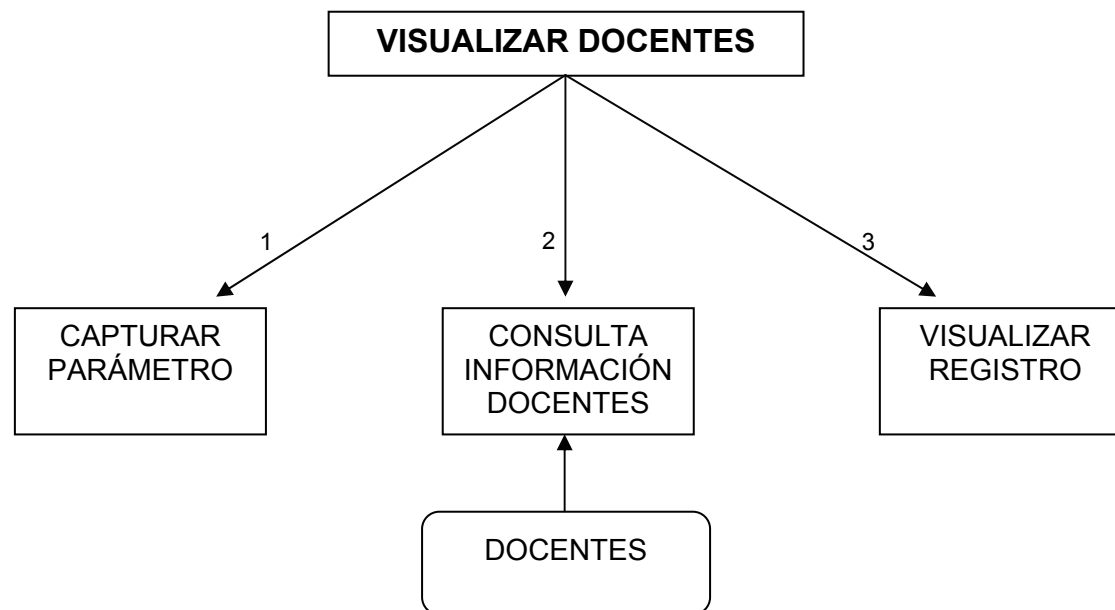 VISUALIZAR DOCENTES
1
2
3
CAPTURAR
PARÁMETRO
CONSULTA
INFORMACIÓN
DOCENTES
VISUALIZAR
REGISTRO
DOCENTES